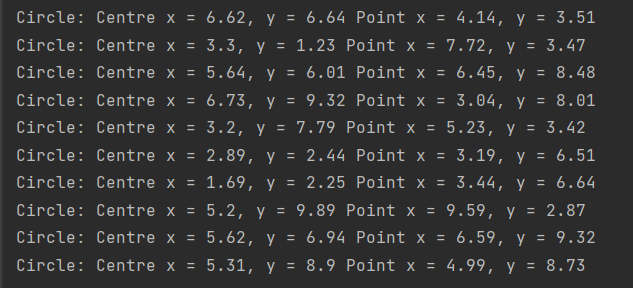 Circle: Centre x = 6.62, y = 6.64 Point x = 4.14, y = 3.51
Circle: Centre x = 3.3, y = 1.23 Point x = 7.72, y = 3.47
Circle: Centre x = 5.64, y = 6.01 Point x = 6.45, y = 8.48
Circle: Centre x = 6.73, y = 9.32 Point x = 3.04, y = 8.01
Circle: Centre x = 3.2, y = 7.79 Point x = 5.23, y = 3.42
Circle: Centre x = 2.89, y = 2.44 Point x = 3.19, y = 6.51
Circle: Centre x = 1.69, y = 2.25 Point x = 3.44, y = 6.64
Circle: Centre x = 5.2, y = 9.89 Point x = 9.59, y = 2.87
Circle: Centre x = 5.62, y = 6.94 Point x = 6.59, y = 9.32
Circle: Centre x = 5.31, y = 8.9 Point x = 4.99, y = 8.73